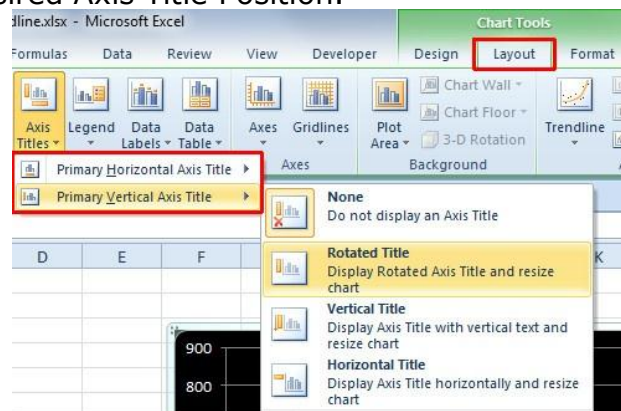 ired Axis Title Position.
dline.xlsx - Microsoft Excel
Chart Tools
Formulas Data Review View Developer Design Layout Format
Axis Titles
Legend
Data Labels
Data Table
Axes
Gridlines
Plot Area
Chart Wall
Chart Floor
3-D Rotation
Trendline
Axes Background
Primary Horizontal Axis Title
Primary Vertical Axis Title
None
Do not display an Axis Title
Rotated Title
Display Rotated Axis Title and resize
chart
Vertical Title
Display Axis Title with vertical text and
resize chart
Horizontal Title
Display Axis Title horizontally and resize
chart
D E F K
900
800